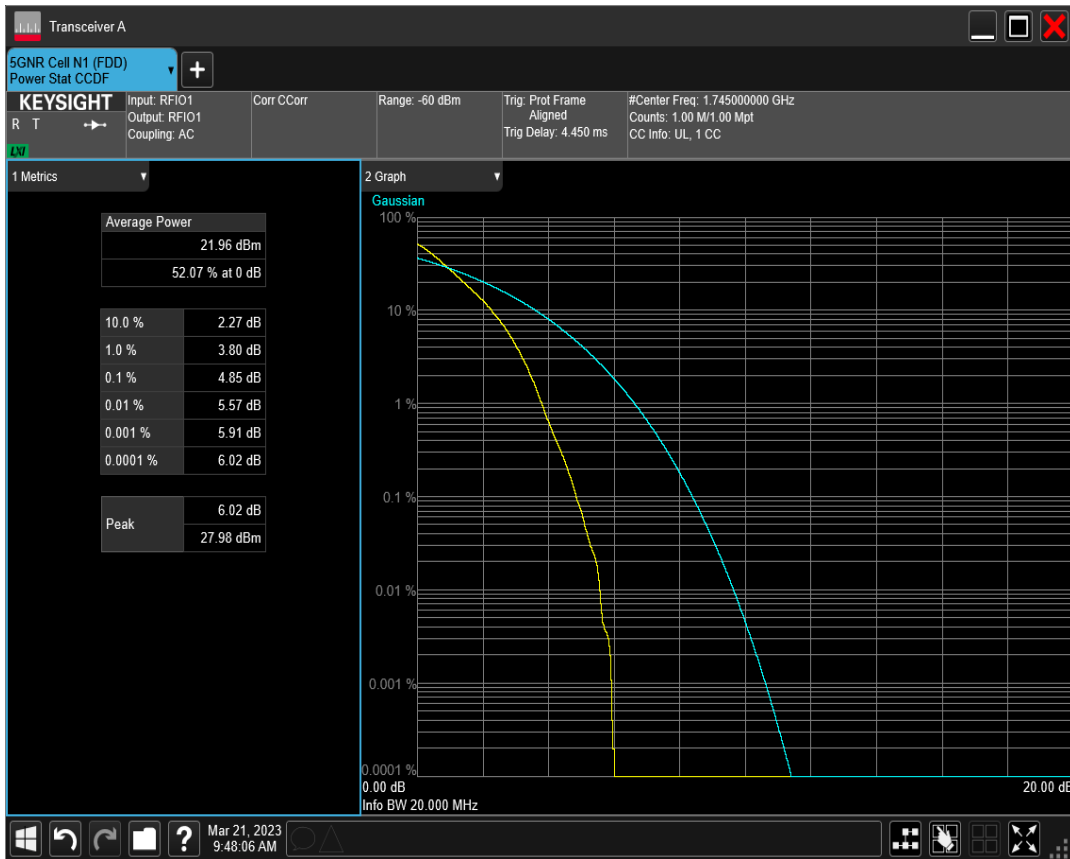 Transceiver A
5GNR Cell N1 (FDD)
Power Stat CCDF
+
KEYSIGHT
R T
LXI
Input: RFIO1
Output: RFIO1
Coupling: AC
Corr CCorr
Range: -60 dBm
Trig: Prot Frame
Aligned
Trig Delay: 4.450 ms
#Center Freq: 1.745000000 GHz
Counts: 1.00 M/1.00 Mpt
CC Info: UL, 1 CC
1 Metrics
Average Power
21.96 dBm
52.07 % at 0 dB
10.0 % 2.27 dB
1.0 % 3.80 dB
0.1 % 4.85 dB
0.01 % 5.57 dB
0.001 % 5.91 dB
0.0001 % 6.02 dB
Peak
6.02 dB
27.98 dBm
2 Graph
Gaussian
100 %
10 %
1 %
0.1 %
0.01 %
0.001 %
0.0001 %
0.00 dB 20.00 dB
Info BW 20.000 MHz
?
Mar 21, 2023
9:48:06 AM